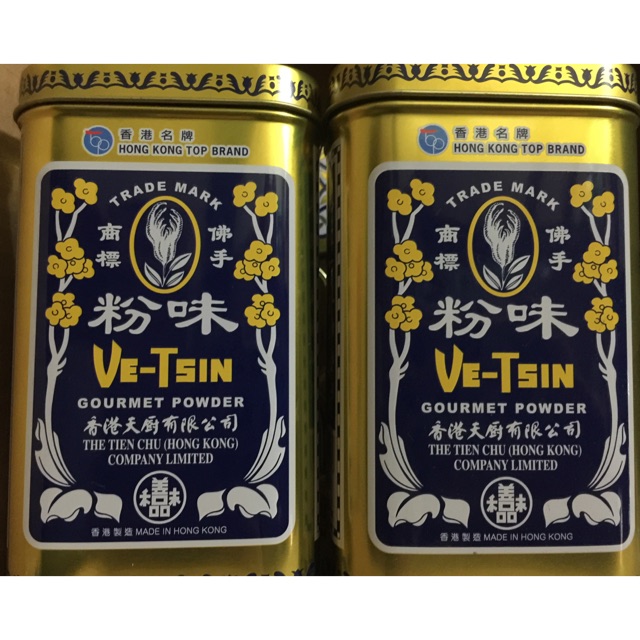 香港名牌
HONG KONG TOP BRAND
TRADE MARK
商標 佛手
粉味
VE-TSIN
GOURMET POWDER
香港天廚有限公司
THE TIEN CHU (HONG KONG)
COMPANY LIMITED
香港製造 MADE IN HONG KONG
香港名牌
HONG KONG TOP BRAND
TRADE MARK
商標 佛手
粉味
VE-TSIN
GOURMET POWDER
香港天廚有限公司
THE TIEN CHU (HONG KONG)
COMPANY LIMITED
香港製造 MADE IN HONG KONG